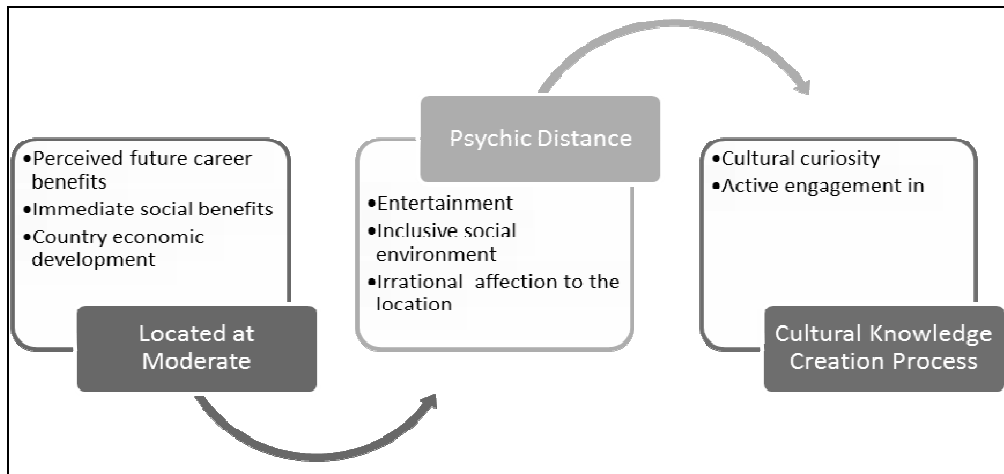 •Perceived future career
benefits
•Immediate social benefits
•Country economic
development
Located at
Moderate
Psychic Distance
•Entertainment
•Inclusive social
environment
•Irrational affection to the
location
•Cultural curiosity
•Active engagement in
Cultural Knowledge
Creation Process